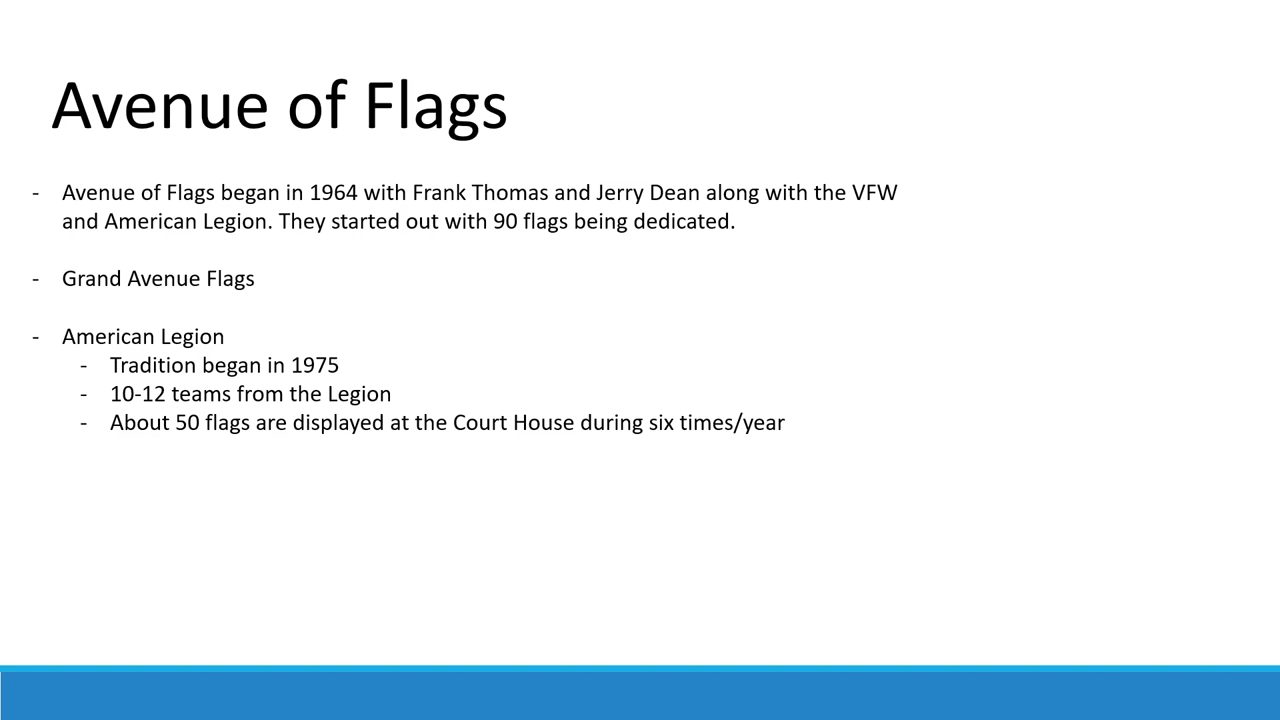 Avenue of Flags
- Avenue of Flags began in 1964 with Frank Thomas and Jerry Dean along with the VFW
and American Legion. They started out with 90 flags being dedicated.
- Grand Avenue Flags
- American Legion
- Tradition began in 1975
- 10-12 teams from the Legion
- About 50 flags are displayed at the Court House during six times/year